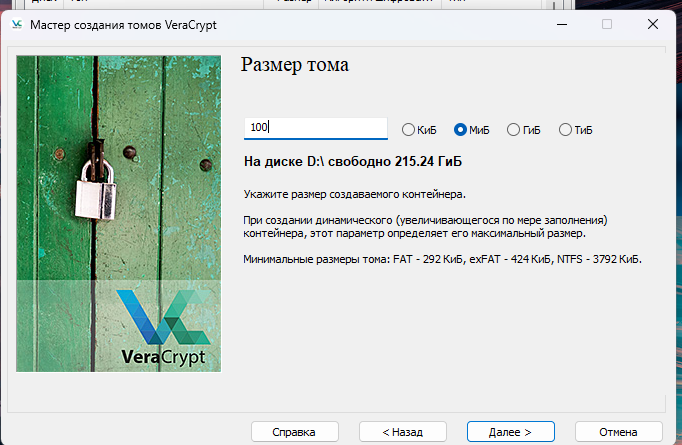 Мастер создания томов VeraCrypt
Размер тома
100
КиБ
МиБ
ГиБ
ТиБ
На диске D:\ свободно 215.24 ГиБ
Укажите размер создаваемого контейнера.
При создании динамического (увеличивающегося по мере заполнения)
контейнера, этот параметр определяет его максимальный размер.
Минимальные размеры тома: FAT - 292 КиБ, exFAT - 424 КиБ, NTFS - 3792 КиБ.
VeraCrypt
Справка
< Назад
Далее >
Отмена